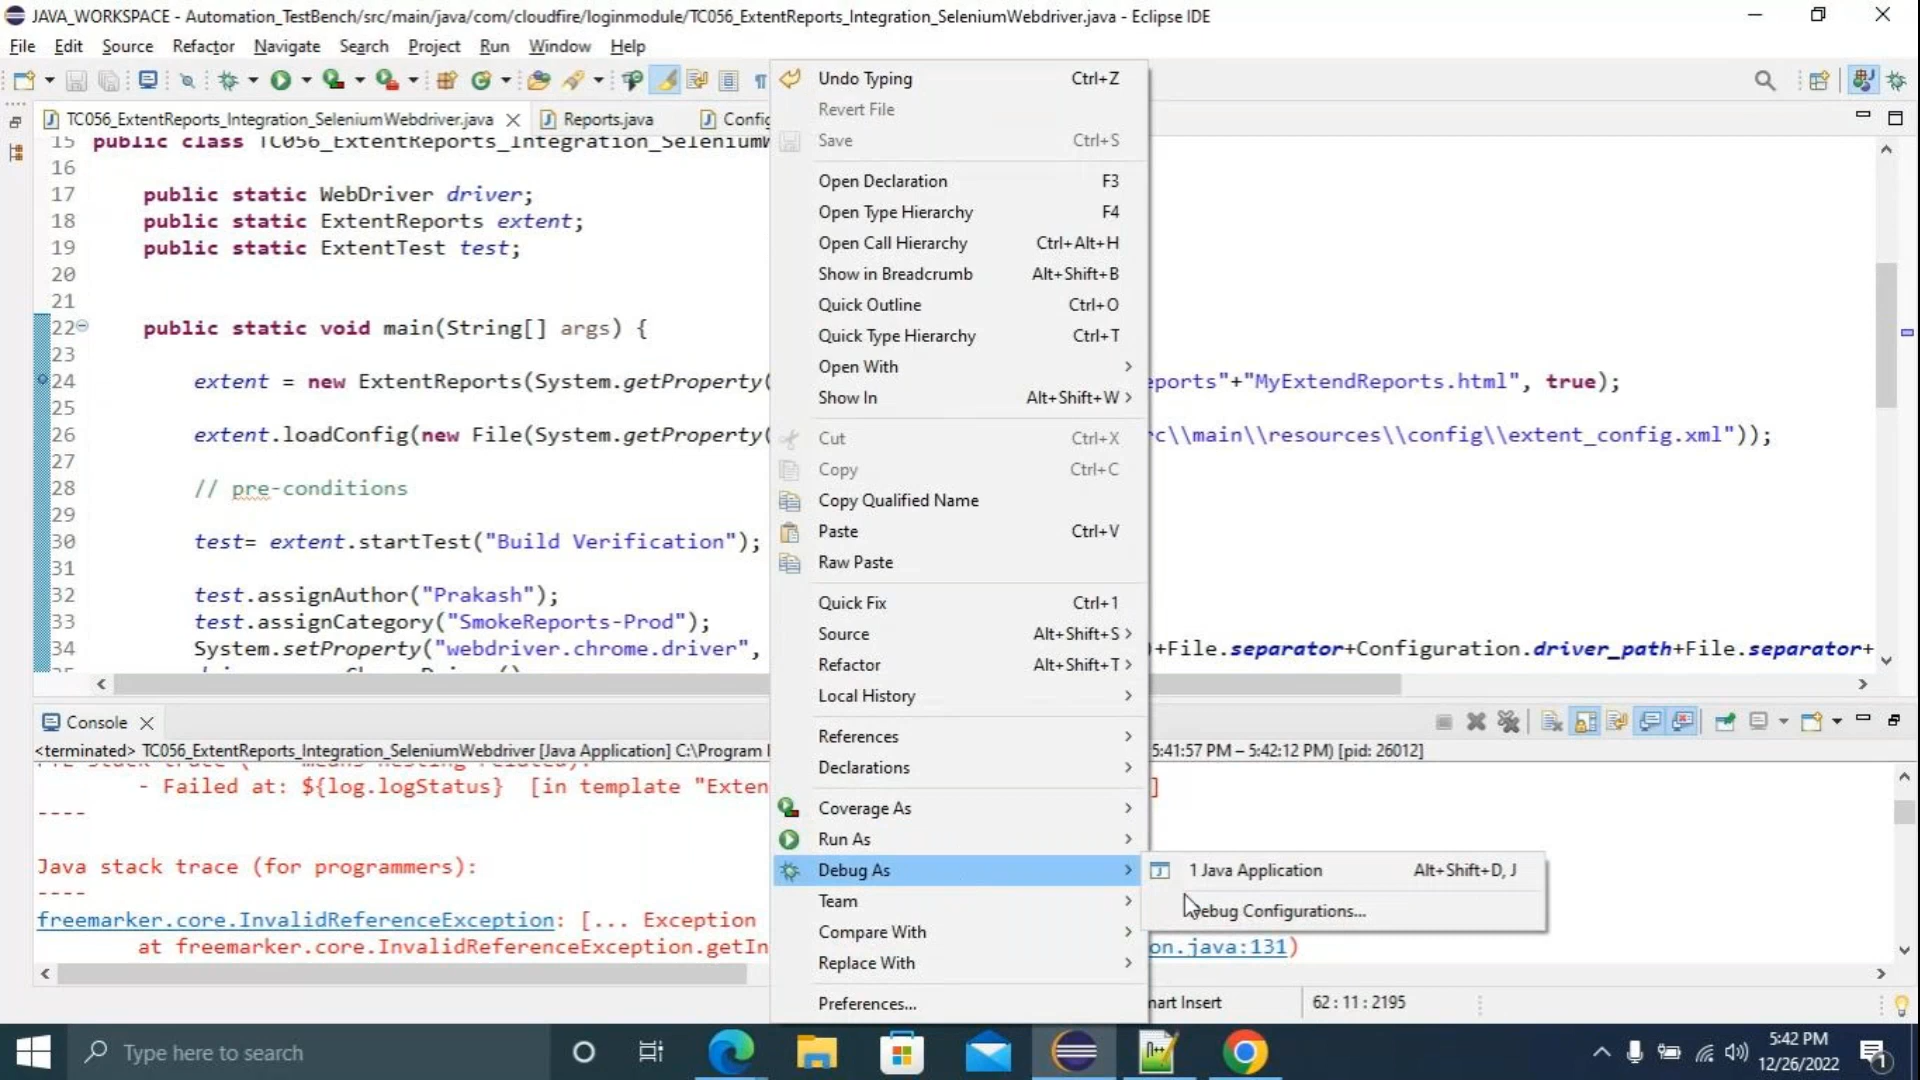 JAVA_WORKSPACE - Automation_TestBench/src/main/java/com/cloudfire/loginmodule/TC056_ExtentReports_Integration_SeleniumWebdriver.java - Eclipse IDE
File Edit Source Refactor Navigate Search Project Run Window Help
TC056_ExtentReports_Integration_SeleniumWebdriver.java Reports.java Config
15 public class TC056_ExtentReports_Integration_SeleniumW
16
17 public static WebDriver driver;
18 public static ExtentReports extent;
19 public static ExtentTest test;
20
21
22 public static void main(String[] args) {
23
24 extent = new ExtentReports(System.getProperty( eports"+"MyExtendReports.html", true);
25
26 extent.loadConfig(new File(System.getProperty( rc\\main\\resources\\config\\extent_config.xml"));
27
28 // pre-conditions
29
30 test= extent.startTest("Build Verification");
31
32 test.assignAuthor("Prakash");
33 test.assignCategory("SmokeReports-Prod");
34 System.setProperty("webdriver.chrome.driver", )+File.separator+Configuration.driver_path+File.separator+
Undo Typing Ctrl+Z
Revert File
Save Ctrl+S
Open Declaration F3
Open Type Hierarchy F4
Open Call Hierarchy Ctrl+Alt+H
Show in Breadcrumb Alt+Shift+B
Quick Outline Ctrl+O
Quick Type Hierarchy Ctrl+T
Open With
Show In Alt+Shift+W
Cut Ctrl+X
Copy Ctrl+C
Copy Qualified Name
Paste Ctrl+V
Raw Paste
Quick Fix Ctrl+1
Source Alt+Shift+S
Refactor Alt+Shift+T
Local History
References
Declarations
Coverage As
Run As
Debug As
Team
Compare With
Replace With
Preferences...
1 Java Application Alt+Shift+D, J
ebug Configurations...
Console
<terminated> TC056_ExtentReports_Integration_SeleniumWebdriver [Java Application] C:\Program 5:41:57 PM – 5:42:12 PM) [pid: 26012]
- Failed at: ${log.logStatus} [in template "Exten ]
----
Java stack trace (for programmers):
----
freemarker.core.InvalidReferenceException: [... Exception
at freemarker.core.InvalidReferenceException.getIn on.java:131)
mart Insert 62 : 11 : 2195
Type here to search
5:42 PM
12/26/2022
1